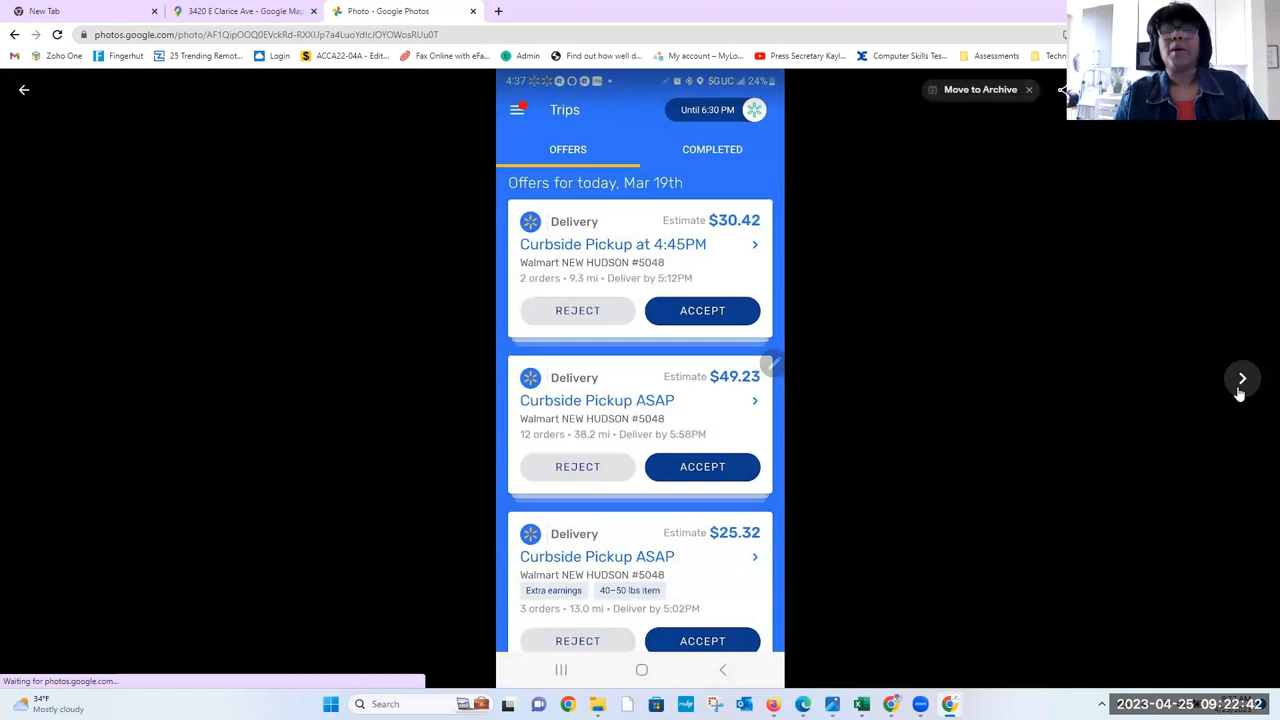 New Tab
3420 E Clarice Ave - Google Ma
Photo - Google Photos
photos.google.com/photo/AF1QipOOQ0EVckRd-RXXUp7a4LuoYdtcJOYOWosRUu0T
Zoho One
Fingerhut
25 Trending Remot...
Login
ACCA22-04A - Edit...
Fax Online with eFa...
Admin
Find out how well d...
My account – MyLo...
Press Secretary Kayl...
Computer Skills Tes...
Assessments
Techn
4:37
5GUC
24%
Move to Archive
Trips
Until 6:30 PM
OFFERS
COMPLETED
Offers for today, Mar 19th
Delivery
Estimate $30.42
Curbside Pickup at 4:45PM
Walmart NEW HUDSON #5048
2 orders • 9.3 mi • Deliver by 5:12PM
REJECT
ACCEPT
Delivery
Estimate $49.23
Curbside Pickup ASAP
Walmart NEW HUDSON #5048
12 orders • 38.2 mi • Deliver by 5:58PM
REJECT
ACCEPT
Delivery
Estimate $25.32
Curbside Pickup ASAP
Walmart NEW HUDSON #5048
Extra earnings
40–50 lbs item
3 orders • 13.0 mi • Deliver by 5:02PM
REJECT
ACCEPT
Waiting for photos.google.com...
34°F
Mostly cloudy
Search
2023-04-25 09:22:42